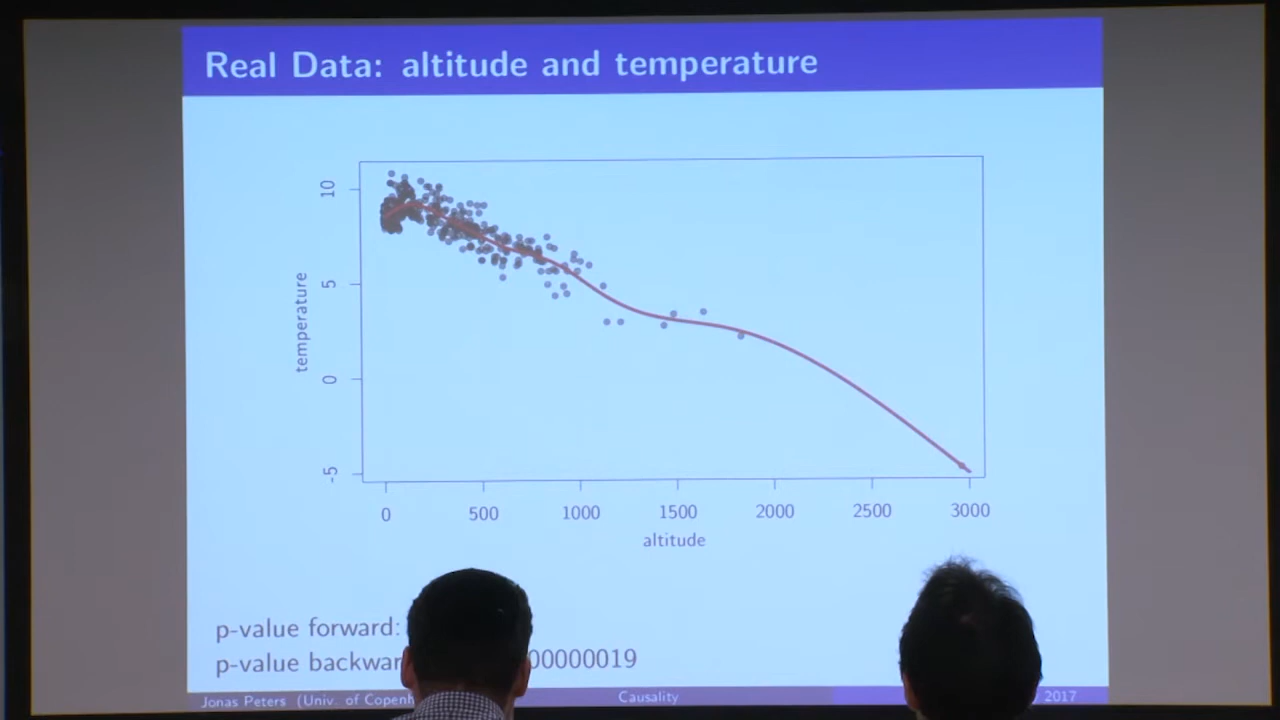 Real Data: altitude and temperature
10
5
0
-5
temperature
0 500 1000 1500 2000 2500 3000
altitude
p-value forward:
p-value backwar 00000019
Jonas Peters (Univ. of Copenh Causality 2017